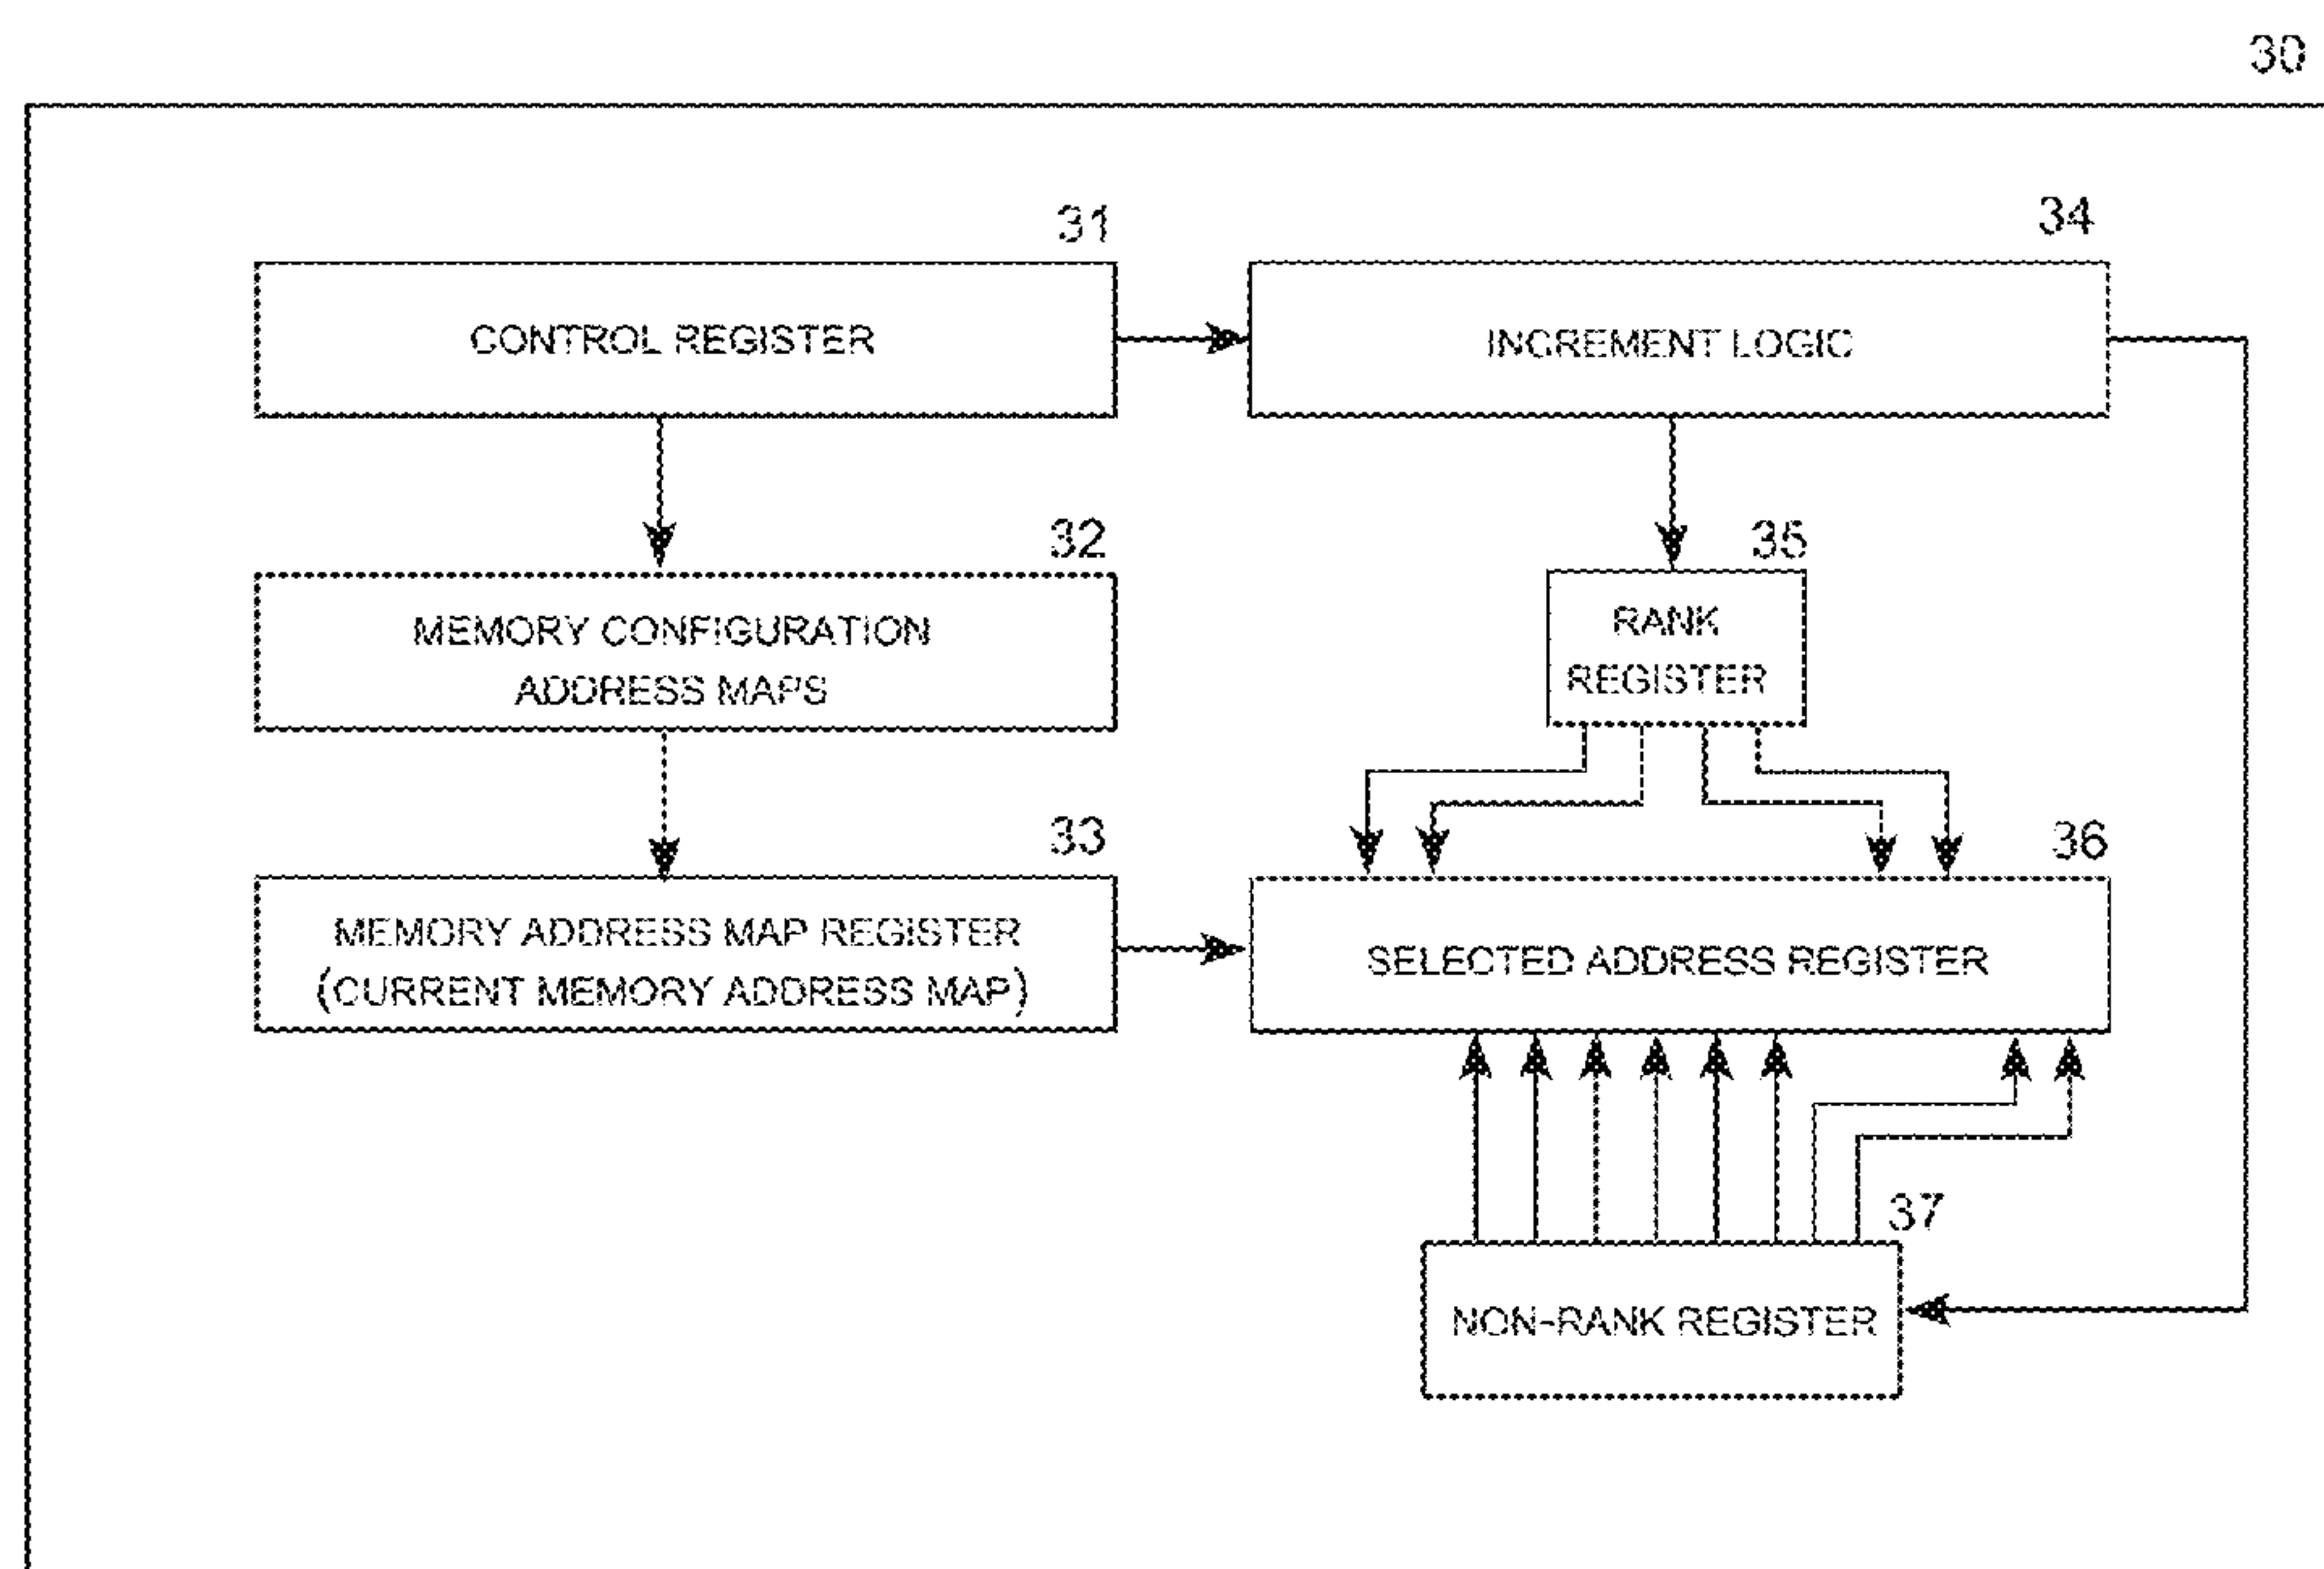 30
31
CONTROL REGISTER
34
INCREMENT LOGIC
32
MEMORY CONFIGURATION
ADDRESS MAPS
35
RANK
REGISTER
33
MEMORY ADDRESS MAP REGISTER
(CURRENT MEMORY ADDRESS MAP)
36
SELECTED ADDRESS REGISTER
37
NON-RANK REGISTER